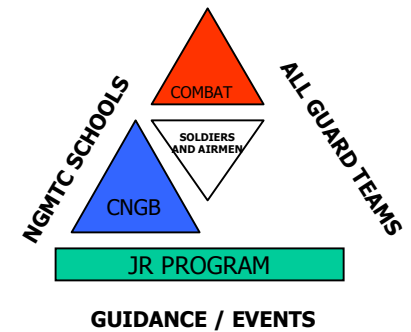 COMBAT
NGMTC SCHOOLS
ALL GUARD TEAMS
SOLDIERS
AND AIRMEN
CNGB
JR PROGRAM
GUIDANCE / EVENTS